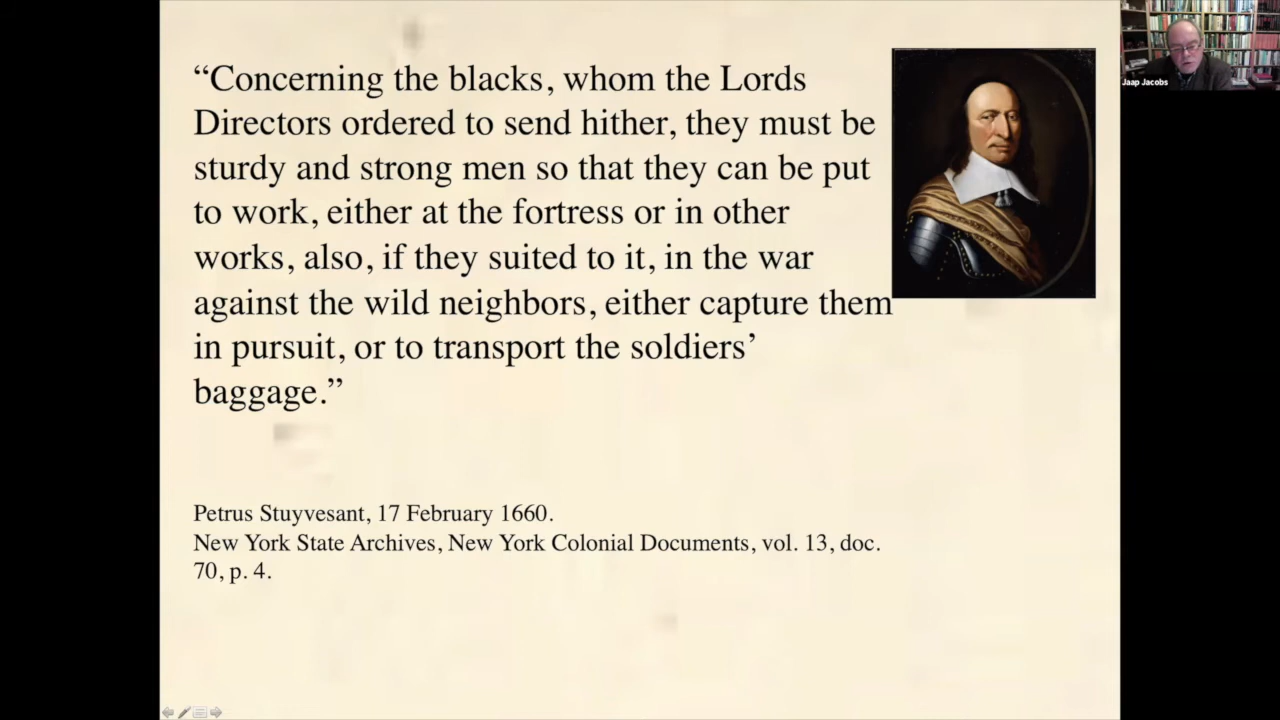 “Concerning the blacks, whom the Lords
Directors ordered to send hither, they must be
sturdy and strong men so that they can be put
to work, either at the fortress or in other
works, also, if they suited to it, in the war
against the wild neighbors, either capture them
in pursuit, or to transport the soldiers’
baggage.”
Petrus Stuyvesant, 17 February 1660.
New York State Archives, New York Colonial Documents, vol. 13, doc.
70, p. 4.
Jaap Jacobs